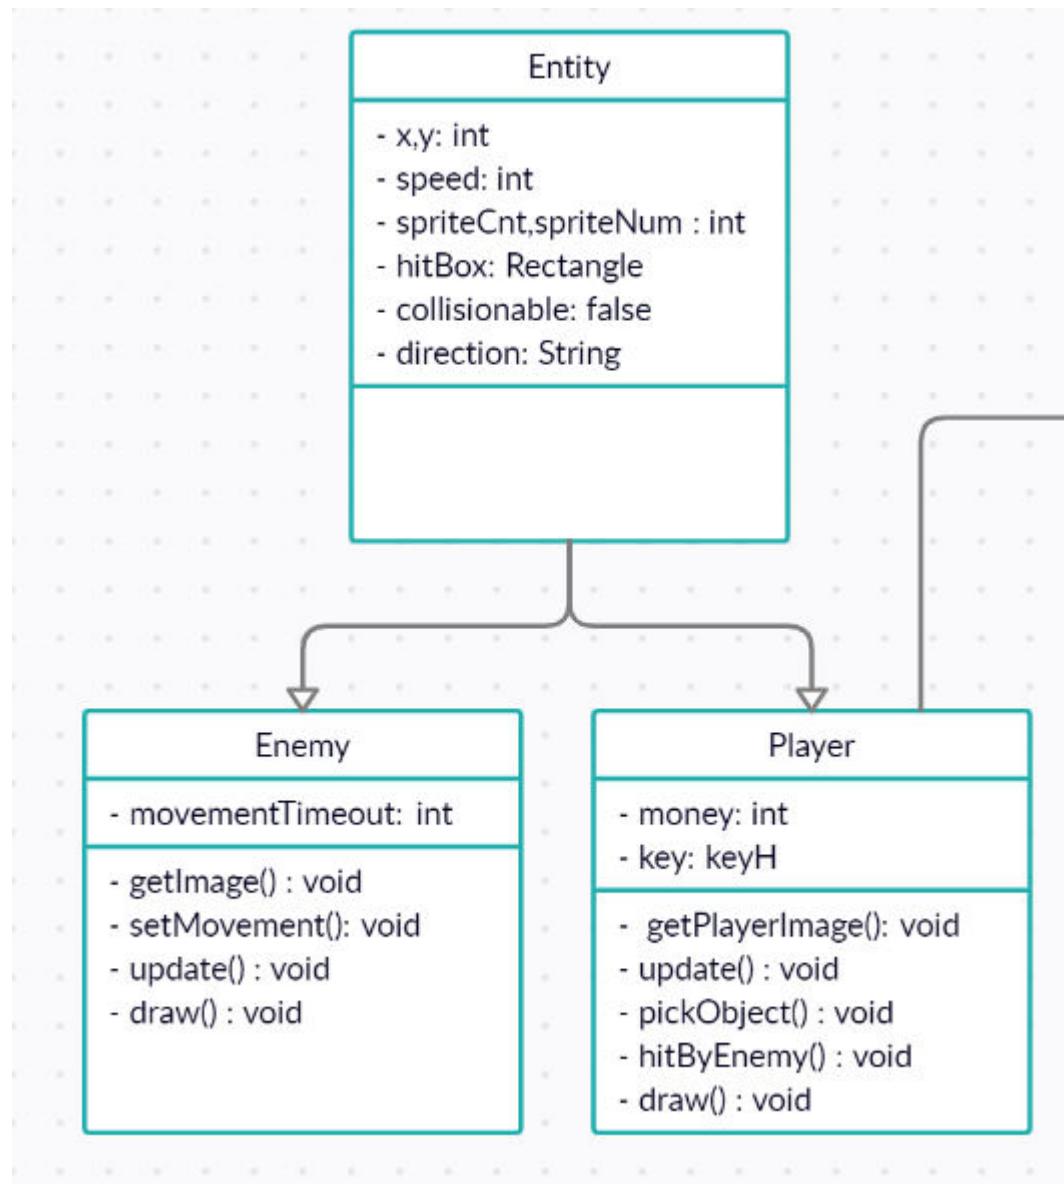 Entity
- x,y: int
- speed: int
- spriteCnt,spriteNum : int
- hitBox: Rectangle
- collisionable: false
- direction: String
Enemy
- movementTimeout: int
- getImage() : void
- setMovement(): void
- update() : void
- draw() : void
Player
- money: int
- key: keyH
- getPlayerImage(): void
- update() : void
- pickObject() : void
- hitByEnemy() : void
- draw() : void